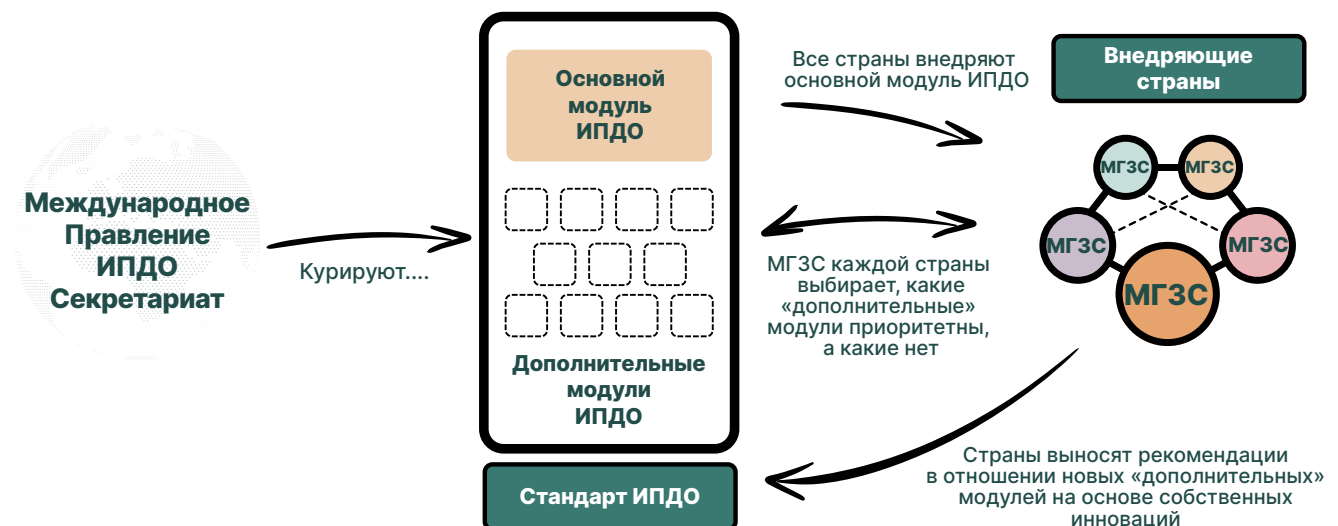 Международное
Правление
ИПДО
Секретариат
Курируют....
Основной
модуль
ИПДО
Дополнительные
модули
ИПДО
Стандарт ИПДО
Все страны внедряют
основной модуль ИПДО
МГЗС каждой страны
выбирает, какие
«дополнительные»
модули приоритетны,
а какие нет
Внедряющие
страны
МГЗС
МГЗС
МГЗС
МГЗС
МГЗС
Страны выносят рекомендации
в отношении новых «дополнительных»
модулей на основе собственных
инноваций